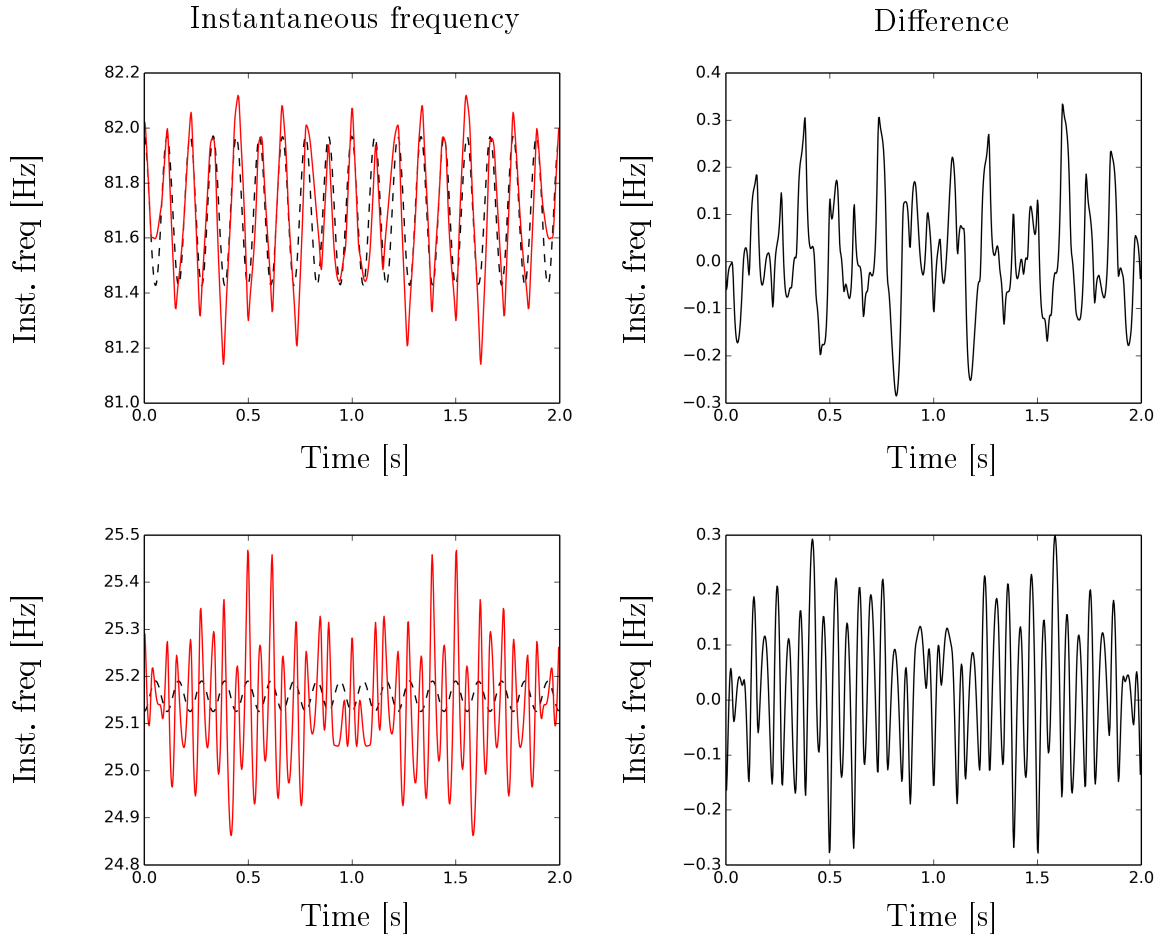 Instantaneous frequency
Difference
82.2
82.0
81.8
81.6
81.4
81.2
81.0
0.0 0.5 1.0 1.5 2.0
Inst. freq [Hz]
Time [s]
0.4
0.3
0.2
0.1
0.0
−0.1
−0.2
−0.3
0.0 0.5 1.0 1.5 2.0
Inst. freq [Hz]
Time [s]
25.5
25.4
25.3
25.2
25.1
25.0
24.9
24.8
0.0 0.5 1.0 1.5 2.0
Inst. freq [Hz]
Time [s]
0.3
0.2
0.1
0.0
−0.1
−0.2
−0.3
0.0 0.5 1.0 1.5 2.0
Inst. freq [Hz]
Time [s]